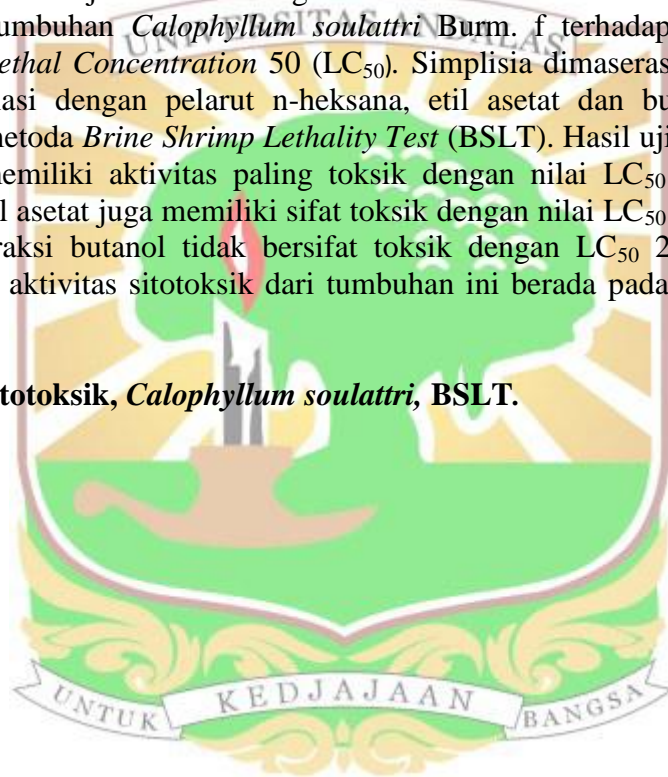 umbuhan Calophyllum soulattri Burm. f terhadap
UNIVERSITAS ANDALAS
ethal Concentration 50 (LC50). Simplisia dimaseras
asi dengan pelarut n-heksana, etil asetat dan bu
metoda Brine Shrimp Lethality Test (BSLT). Hasil uji
memiliki aktivitas paling toksik dengan nilai LC50
l asetat juga memiliki sifat toksik dengan nilai LC50
raksi butanol tidak bersifat toksik dengan LC50 2
aktivitas sitotoksik dari tumbuhan ini berada pada
totoksik, Calophyllum soulattri, BSLT.
UNTUK KEDJAJAAN BANGSA